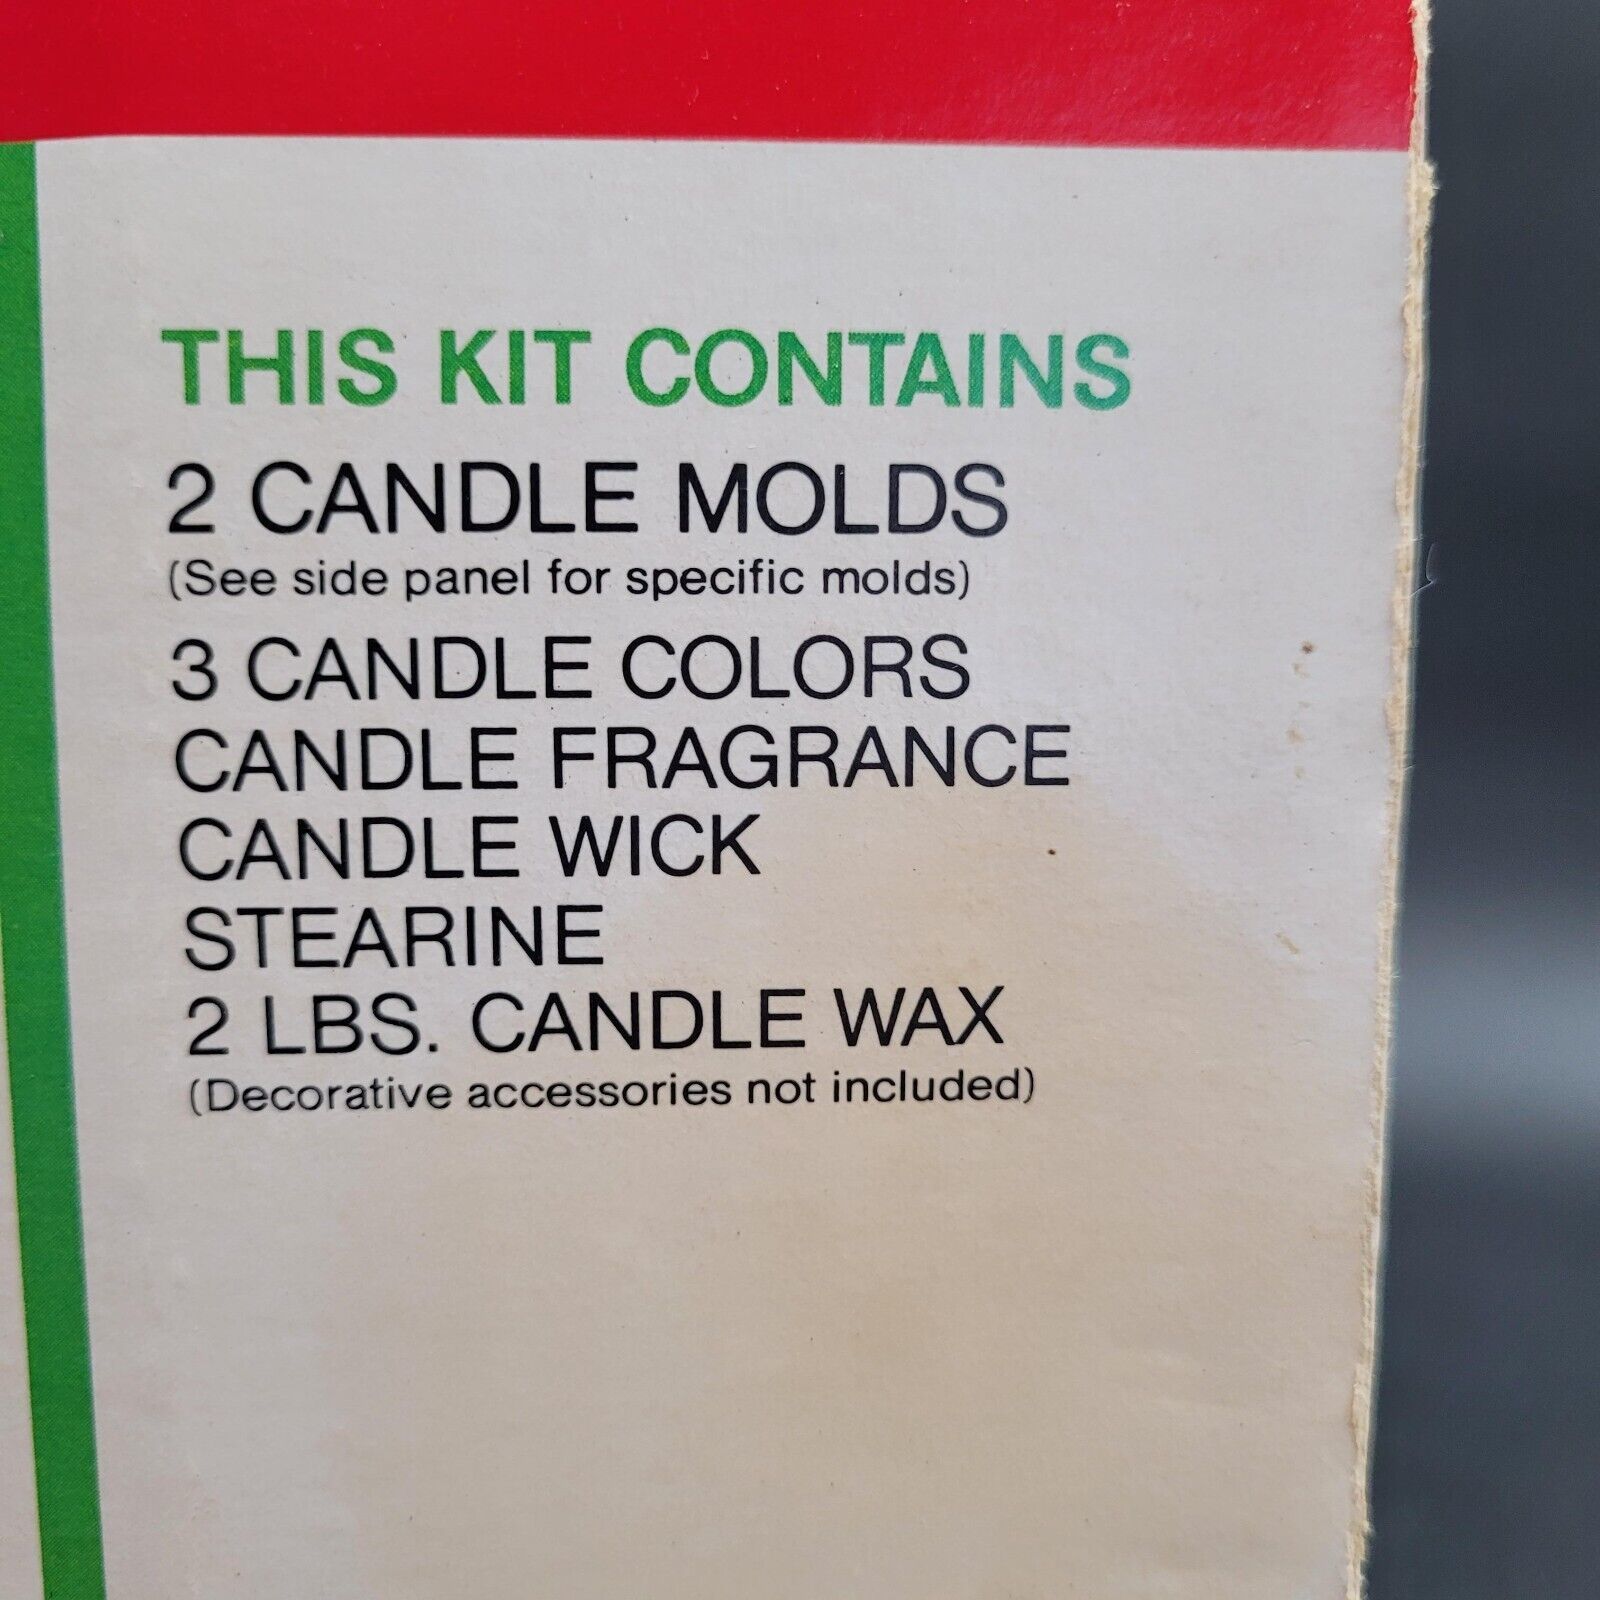 THIS KIT CONTAINS
2 CANDLE MOLDS
(See side panel for specific molds)
3 CANDLE COLORS
CANDLE FRAGRANCE
CANDLE WICK
STEARINE
2 LBS. CANDLE WAX
(Decorative accessories not included)